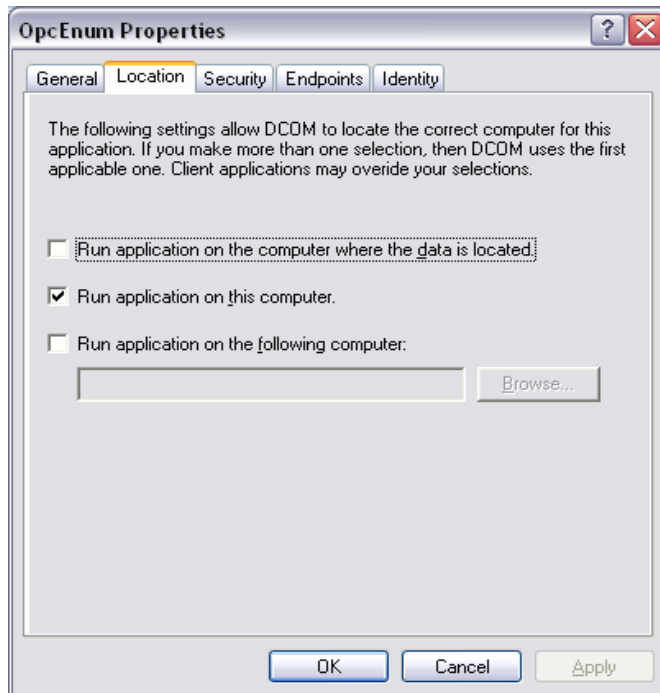 OpcEnum Properties
?
General Location Security Endpoints Identity
The following settings allow DCOM to locate the correct computer for this
application. If you make more than one selection, then DCOM uses the first
applicable one. Client applications may overide your selections.
Run application on the computer where the data is located.
Run application on this computer.
Run application on the following computer:
Browse...
OK Cancel Apply